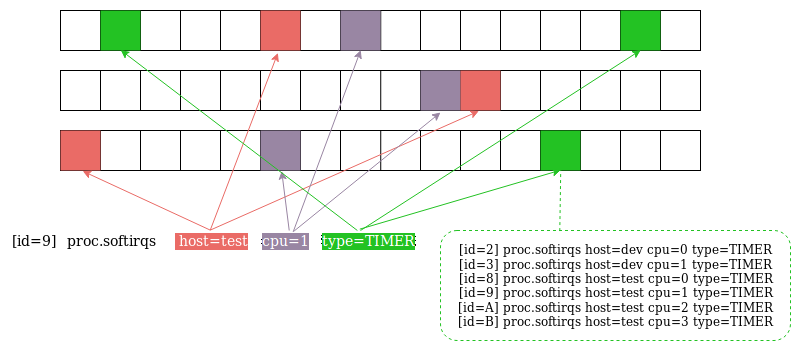 [id=9] proc.softirqs host=test cpu=1 type=TIMER
[id=2] proc.softirqs host=dev cpu=0 type=TIMER
[id=3] proc.softirqs host=dev cpu=1 type=TIMER
[id=8] proc.softirqs host=test cpu=0 type=TIMER
[id=9] proc.softirqs host=test cpu=1 type=TIMER
[id=A] proc.softirqs host=test cpu=2 type=TIMER
[id=B] proc.softirqs host=test cpu=3 type=TIMER